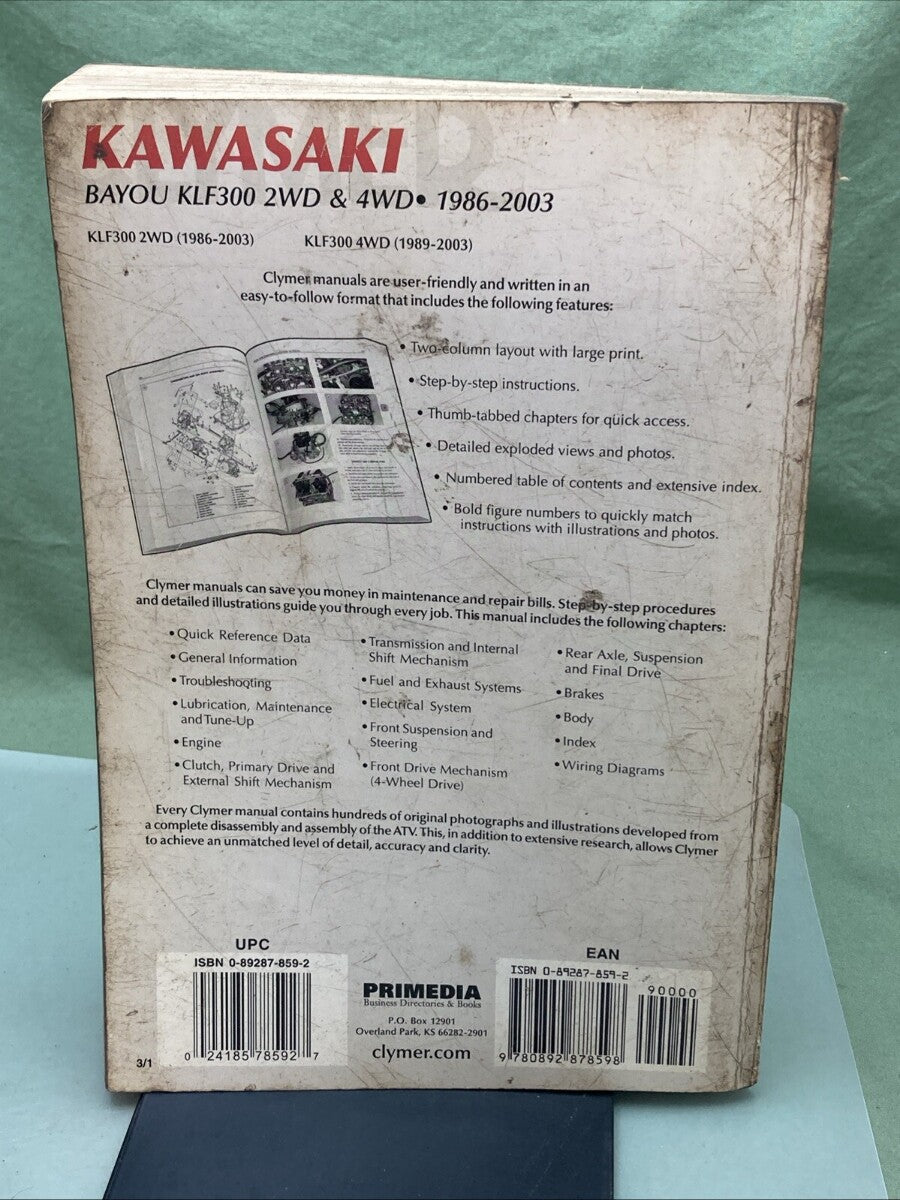 KAWASAKI
BAYOU KLF300 2WD & 4WD• 1986-2003
KLF300 2WD (1986-2003)
KLF300 4WD (1989-2003)
Clymer manuals are user-friendly and written in an
easy-to-follow format that includes the following features:
• Two-column layout with large print.
• Step-by-step instructions.
• Thumb-tabbed chapters for quick access.
• Detailed exploded views and photos.
• Numbered table of contents and extensive index.
• Bold figure numbers to quickly match
instructions with illustrations and photos.
Clymer manuals can save you money in maintenance and repair bills. Step-by-step procedures
and detailed illustrations guide you through every job. This manual includes the following chapters:
• Quick Reference Data
• General Information
• Troubleshooting
• Lubrication, Maintenance
and Tune-Up
• Engine
• Clutch, Primary Drive and
External Shift Mechanism
• Transmission and Internal
Shift Mechanism
• Fuel and Exhaust Systems
• Electrical System
• Front Suspension and
Steering
• Front Drive Mechanism
(4-Wheel Drive)
• Rear Axle, Suspension
and Final Drive
• Brakes
• Body
• Index
• Wiring Diagrams
Every Clymer manual contains hundreds of original photographs and illustrations developed from
a complete disassembly and assembly of the ATV. This, in addition to extensive research, allows Clymer
to achieve an unmatched level of detail, accuracy and clarity.
UPC
ISBN 0-89287-859-2
0 24185 78592 7
3/1
PRIMEDIA
Business Directories & Books
P.O. Box 12901
Overland Park, KS 66282-2901
clymer.com
EAN
ISBN 0-89287-859-2
90000
9 780892 878598